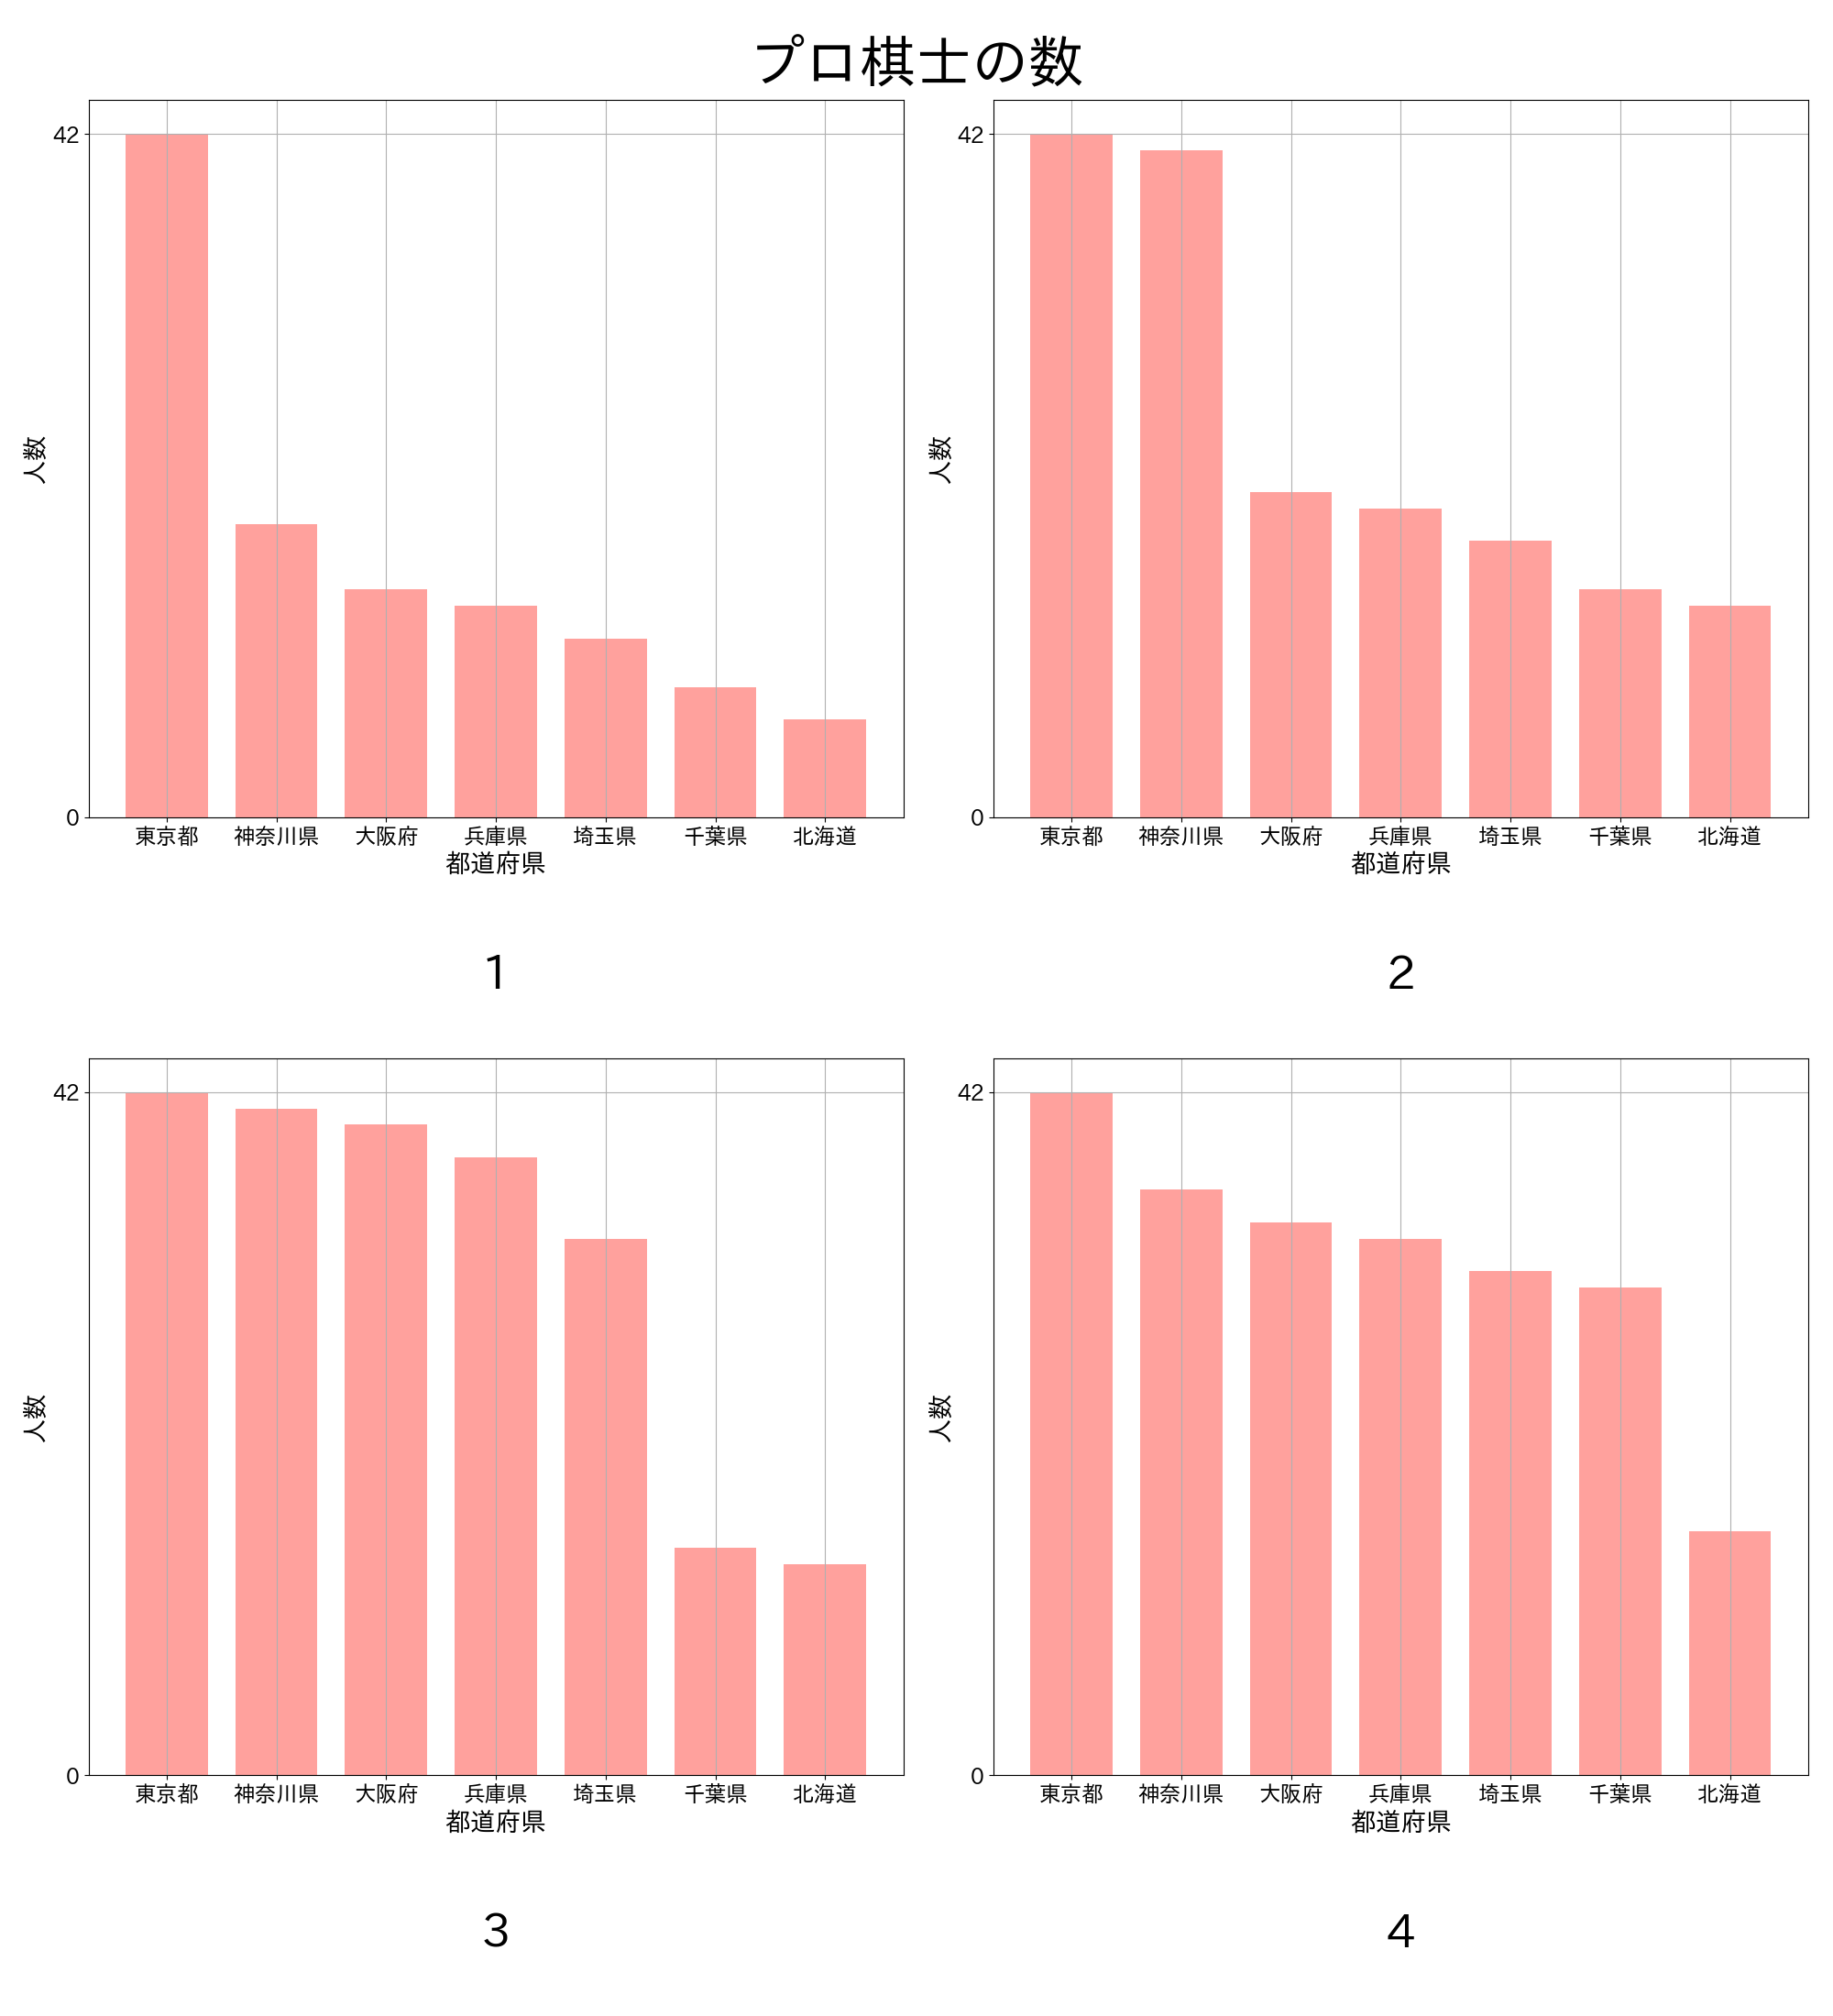 プロ棋士の数
42
人数
0
東京都 神奈川県 大阪府 兵庫県 埼玉県 千葉県 北海道
都道府県
1
42
人数
0
東京都 神奈川県 大阪府 兵庫県 埼玉県 千葉県 北海道
都道府県
2
42
人数
0
東京都 神奈川県 大阪府 兵庫県 埼玉県 千葉県 北海道
都道府県
3
42
人数
0
東京都 神奈川県 大阪府 兵庫県 埼玉県 千葉県 北海道
都道府県
4